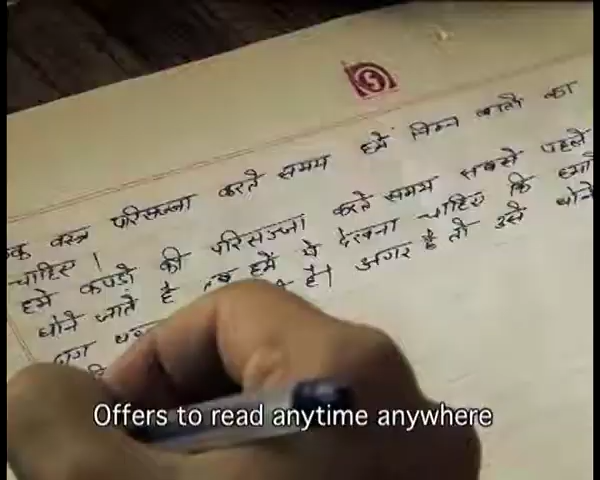 वस्त्र परिसज्जा करते समय हमें निम्न बातों का
चाहिए ।
हमें कपड़ो की परिसज्जा करते समय सबसे पहले
धोने जाते है तब हमें ये देखना चाहिए कि हमारे
दाग है। अगर है तो उसे धोने
Offers to read anytime anywhere